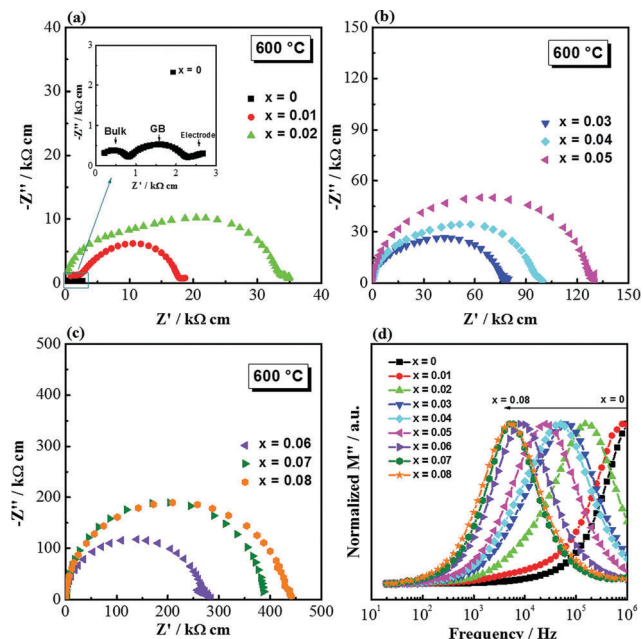 (a)
600 °C
x = 0
x = 0.01
x = 0.02
x = 0
Bulk
GB
Electrode
-Z'' / kΩ cm
3
2
1
0
0 1 2 3
Z' / kΩ cm
-Z'' / kΩ cm
40
30
20
10
0
0 10 20 30 40
Z' / kΩ cm
(b)
600 °C
x = 0.03
x = 0.04
x = 0.05
-Z'' / kΩ cm
150
120
90
60
30
0
0 30 60 90 120 150
Z' / kΩ cm
(c)
600 °C
x = 0.06
x = 0.07
x = 0.08
-Z'' / kΩ cm
500
400
300
200
100
0
0 100 200 300 400 500
Z' / kΩ cm
(d)
x = 0
x = 0.01
x = 0.02
x = 0.03
x = 0.04
x = 0.05
x = 0.06
x = 0.07
x = 0.08
x = 0.08 x = 0
Normalized M'' / a.u.
10¹ 10² 10³ 10⁴ 10⁵ 10⁶
Frequency / Hz